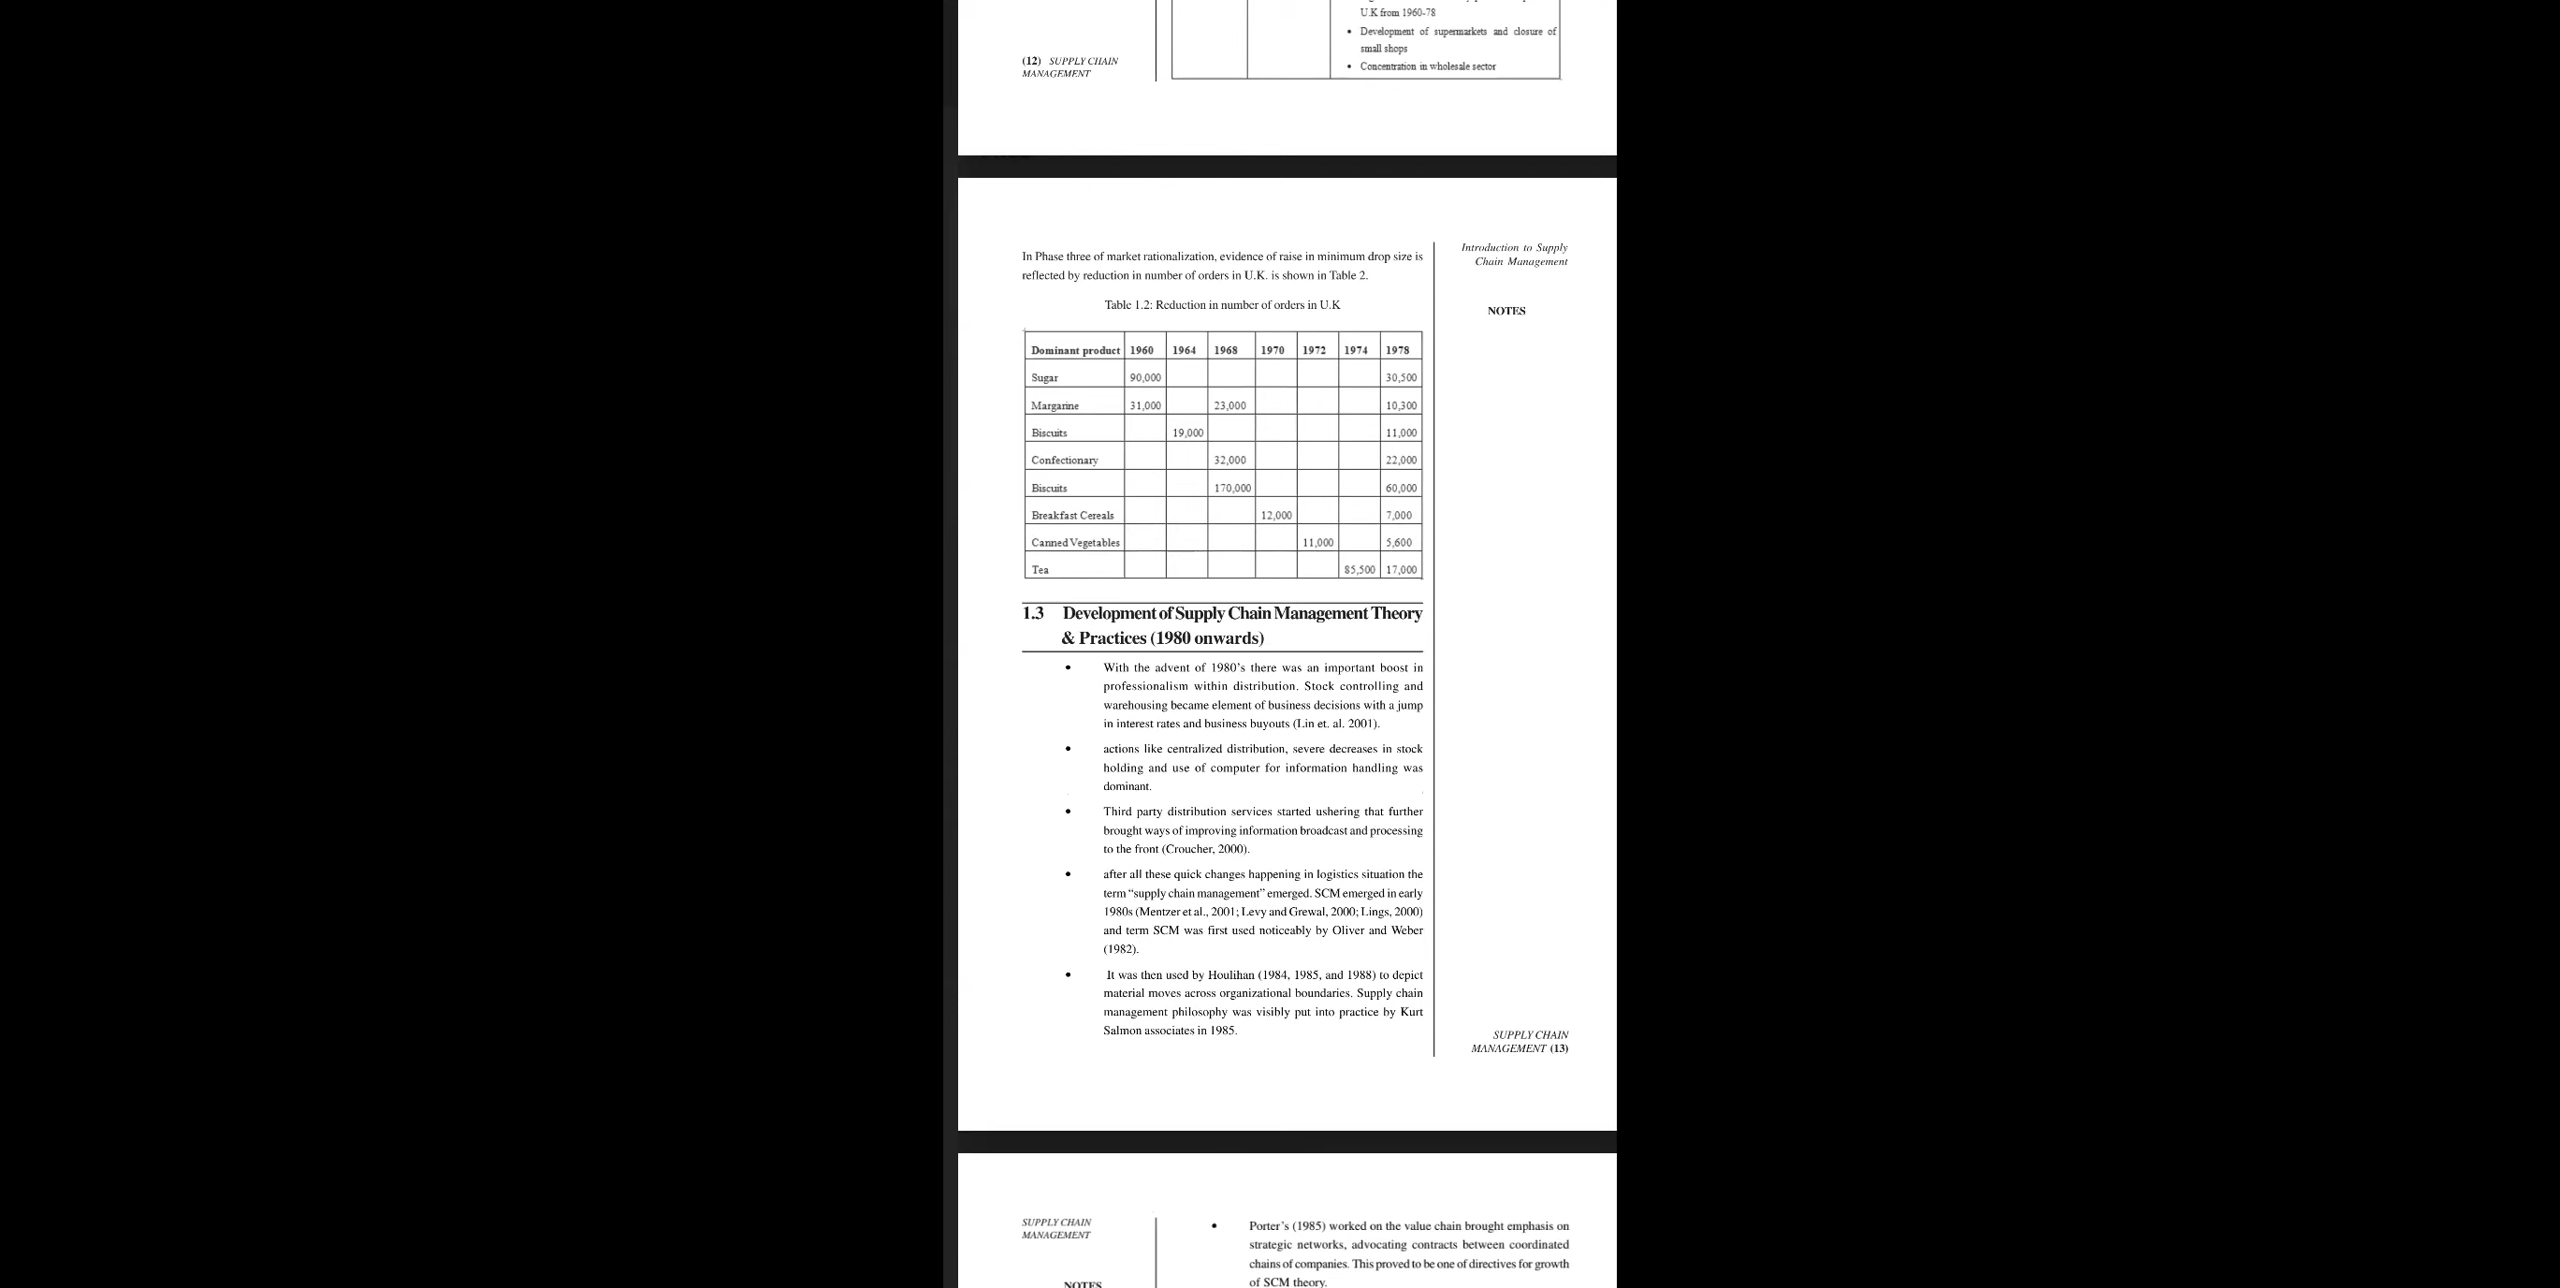 U.K from 1960-78
• Development of supermarkets and closure of
small shops
• Concentration in wholesale sector
(12) SUPPLY CHAIN
MANAGEMENT
Introduction to Supply
Chain Management
NOTES
In Phase three of market rationalization, evidence of raise in minimum drop size is
reflected by reduction in number of orders in U.K. is shown in Table 2.
Table 1.2: Reduction in number of orders in U.K
Dominant product 1960 1964 1968 1970 1972 1974 1978
Sugar 90,000 30,500
Margarine 31,000 23,000 10,300
Biscuits 19,000 11,000
Confectionary 32,000 22,000
Biscuits 170,000 60,000
Breakfast Cereals 12,000 7,000
Canned Vegetables 11,000 5,600
Tea 85,500 17,000
1.3 Development of Supply Chain Management Theory
& Practices (1980 onwards)
• With the advent of 1980's there was an important boost in
professionalism within distribution. Stock controlling and
warehousing became element of business decisions with a jump
in interest rates and business buyouts (Lin et. al. 2001).
• actions like centralized distribution, severe decreases in stock
holding and use of computer for information handling was
dominant.
• Third party distribution services started ushering that further
brought ways of improving information broadcast and processing
to the front (Croucher, 2000).
• after all these quick changes happening in logistics situation the
term “supply chain management” emerged. SCM emerged in early
1980s (Mentzer et al., 2001; Levy and Grewal, 2000; Lings, 2000)
and term SCM was first used noticeably by Oliver and Weber
(1982).
• It was then used by Houlihan (1984, 1985, and 1988) to depict
material moves across organizational boundaries. Supply chain
management philosophy was visibly put into practice by Kurt
Salmon associates in 1985.
SUPPLY CHAIN
MANAGEMENT (13)
SUPPLY CHAIN
MANAGEMENT
NOTES
• Porter's (1985) worked on the value chain brought emphasis on
strategic networks, advocating contracts between coordinated
chains of companies. This proved to be one of directives for growth
of SCM theory.